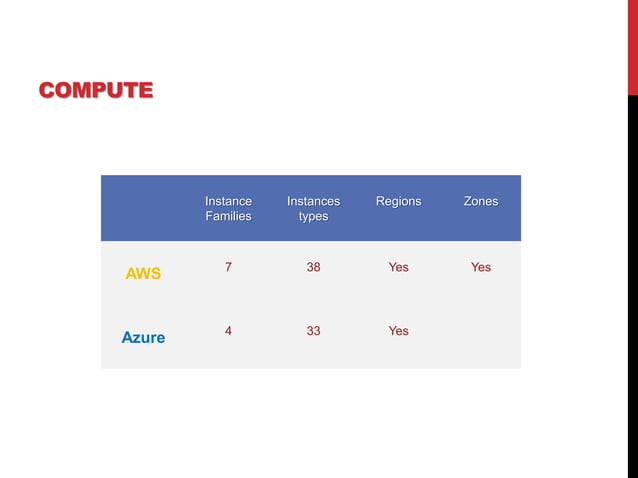 COMPUTE
Instance Families Instances types Regions Zones
AWS 7 38 Yes Yes
Azure 4 33 Yes